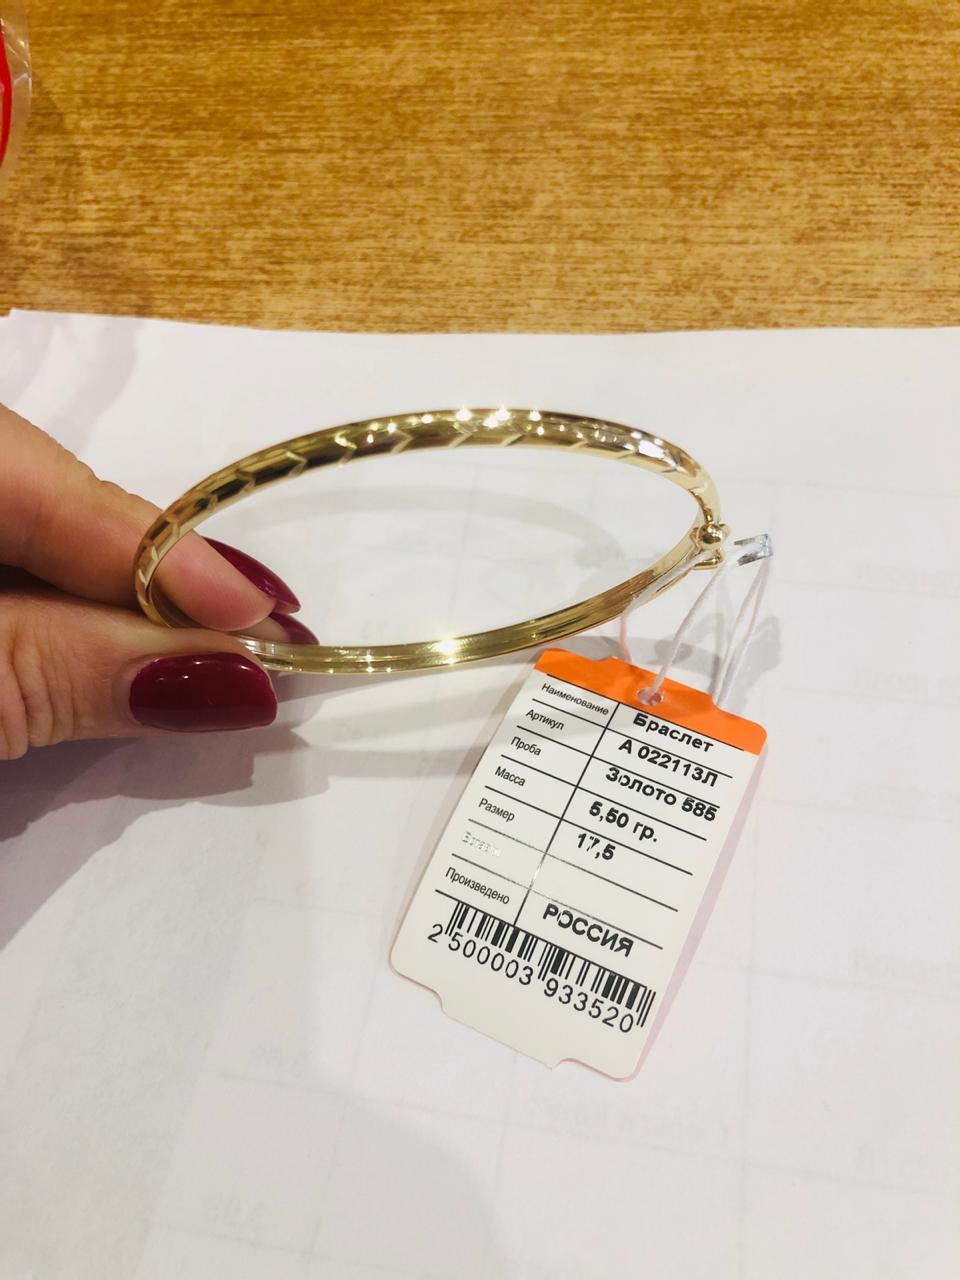 Наименование Браслет
Артикул А 022113Л
Проба Золото 585
Масса 5,50 гр.
Размер 17,5
Произведено РОССИЯ
2 500003 933520